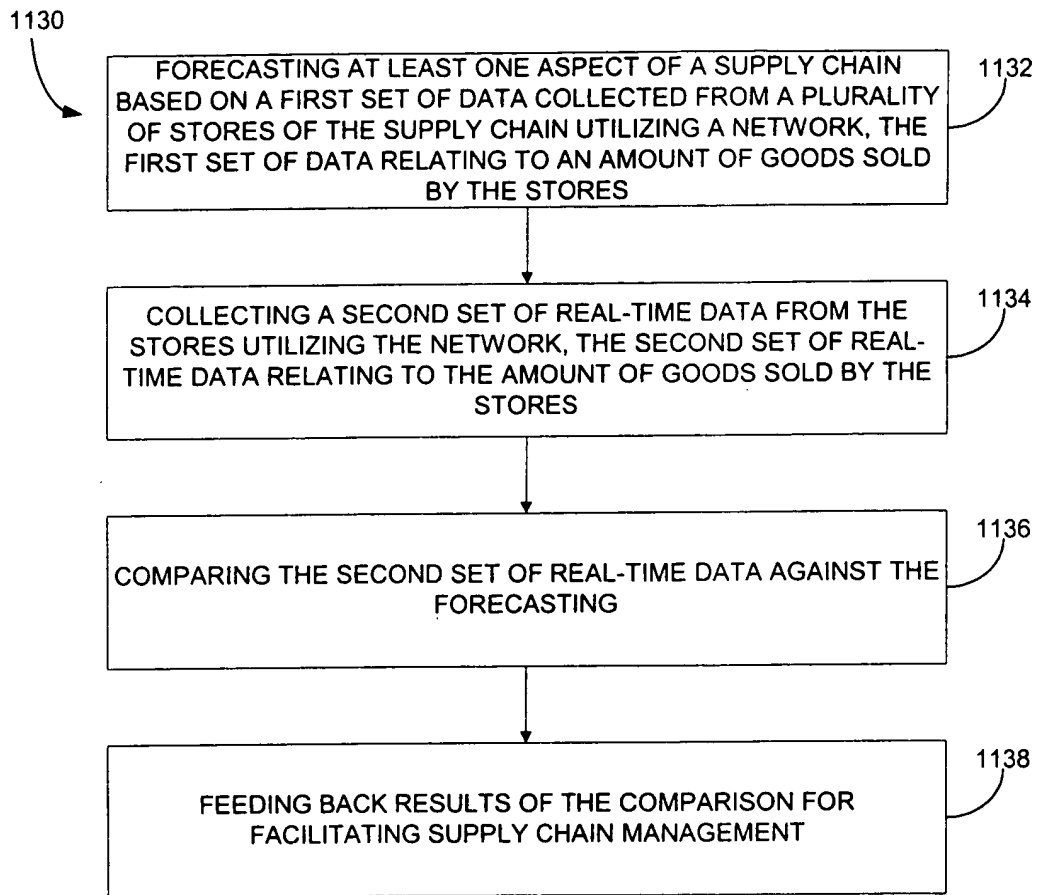 1130
FORECASTING AT LEAST ONE ASPECT OF A SUPPLY CHAIN
BASED ON A FIRST SET OF DATA COLLECTED FROM A PLURALITY
OF STORES OF THE SUPPLY CHAIN UTILIZING A NETWORK, THE
FIRST SET OF DATA RELATING TO AN AMOUNT OF GOODS SOLD
BY THE STORES
1132
COLLECTING A SECOND SET OF REAL-TIME DATA FROM THE
STORES UTILIZING THE NETWORK, THE SECOND SET OF REAL-
TIME DATA RELATING TO THE AMOUNT OF GOODS SOLD BY THE
STORES
1134
COMPARING THE SECOND SET OF REAL-TIME DATA AGAINST THE
FORECASTING
1136
FEEDING BACK RESULTS OF THE COMPARISON FOR
FACILITATING SUPPLY CHAIN MANAGEMENT
1138